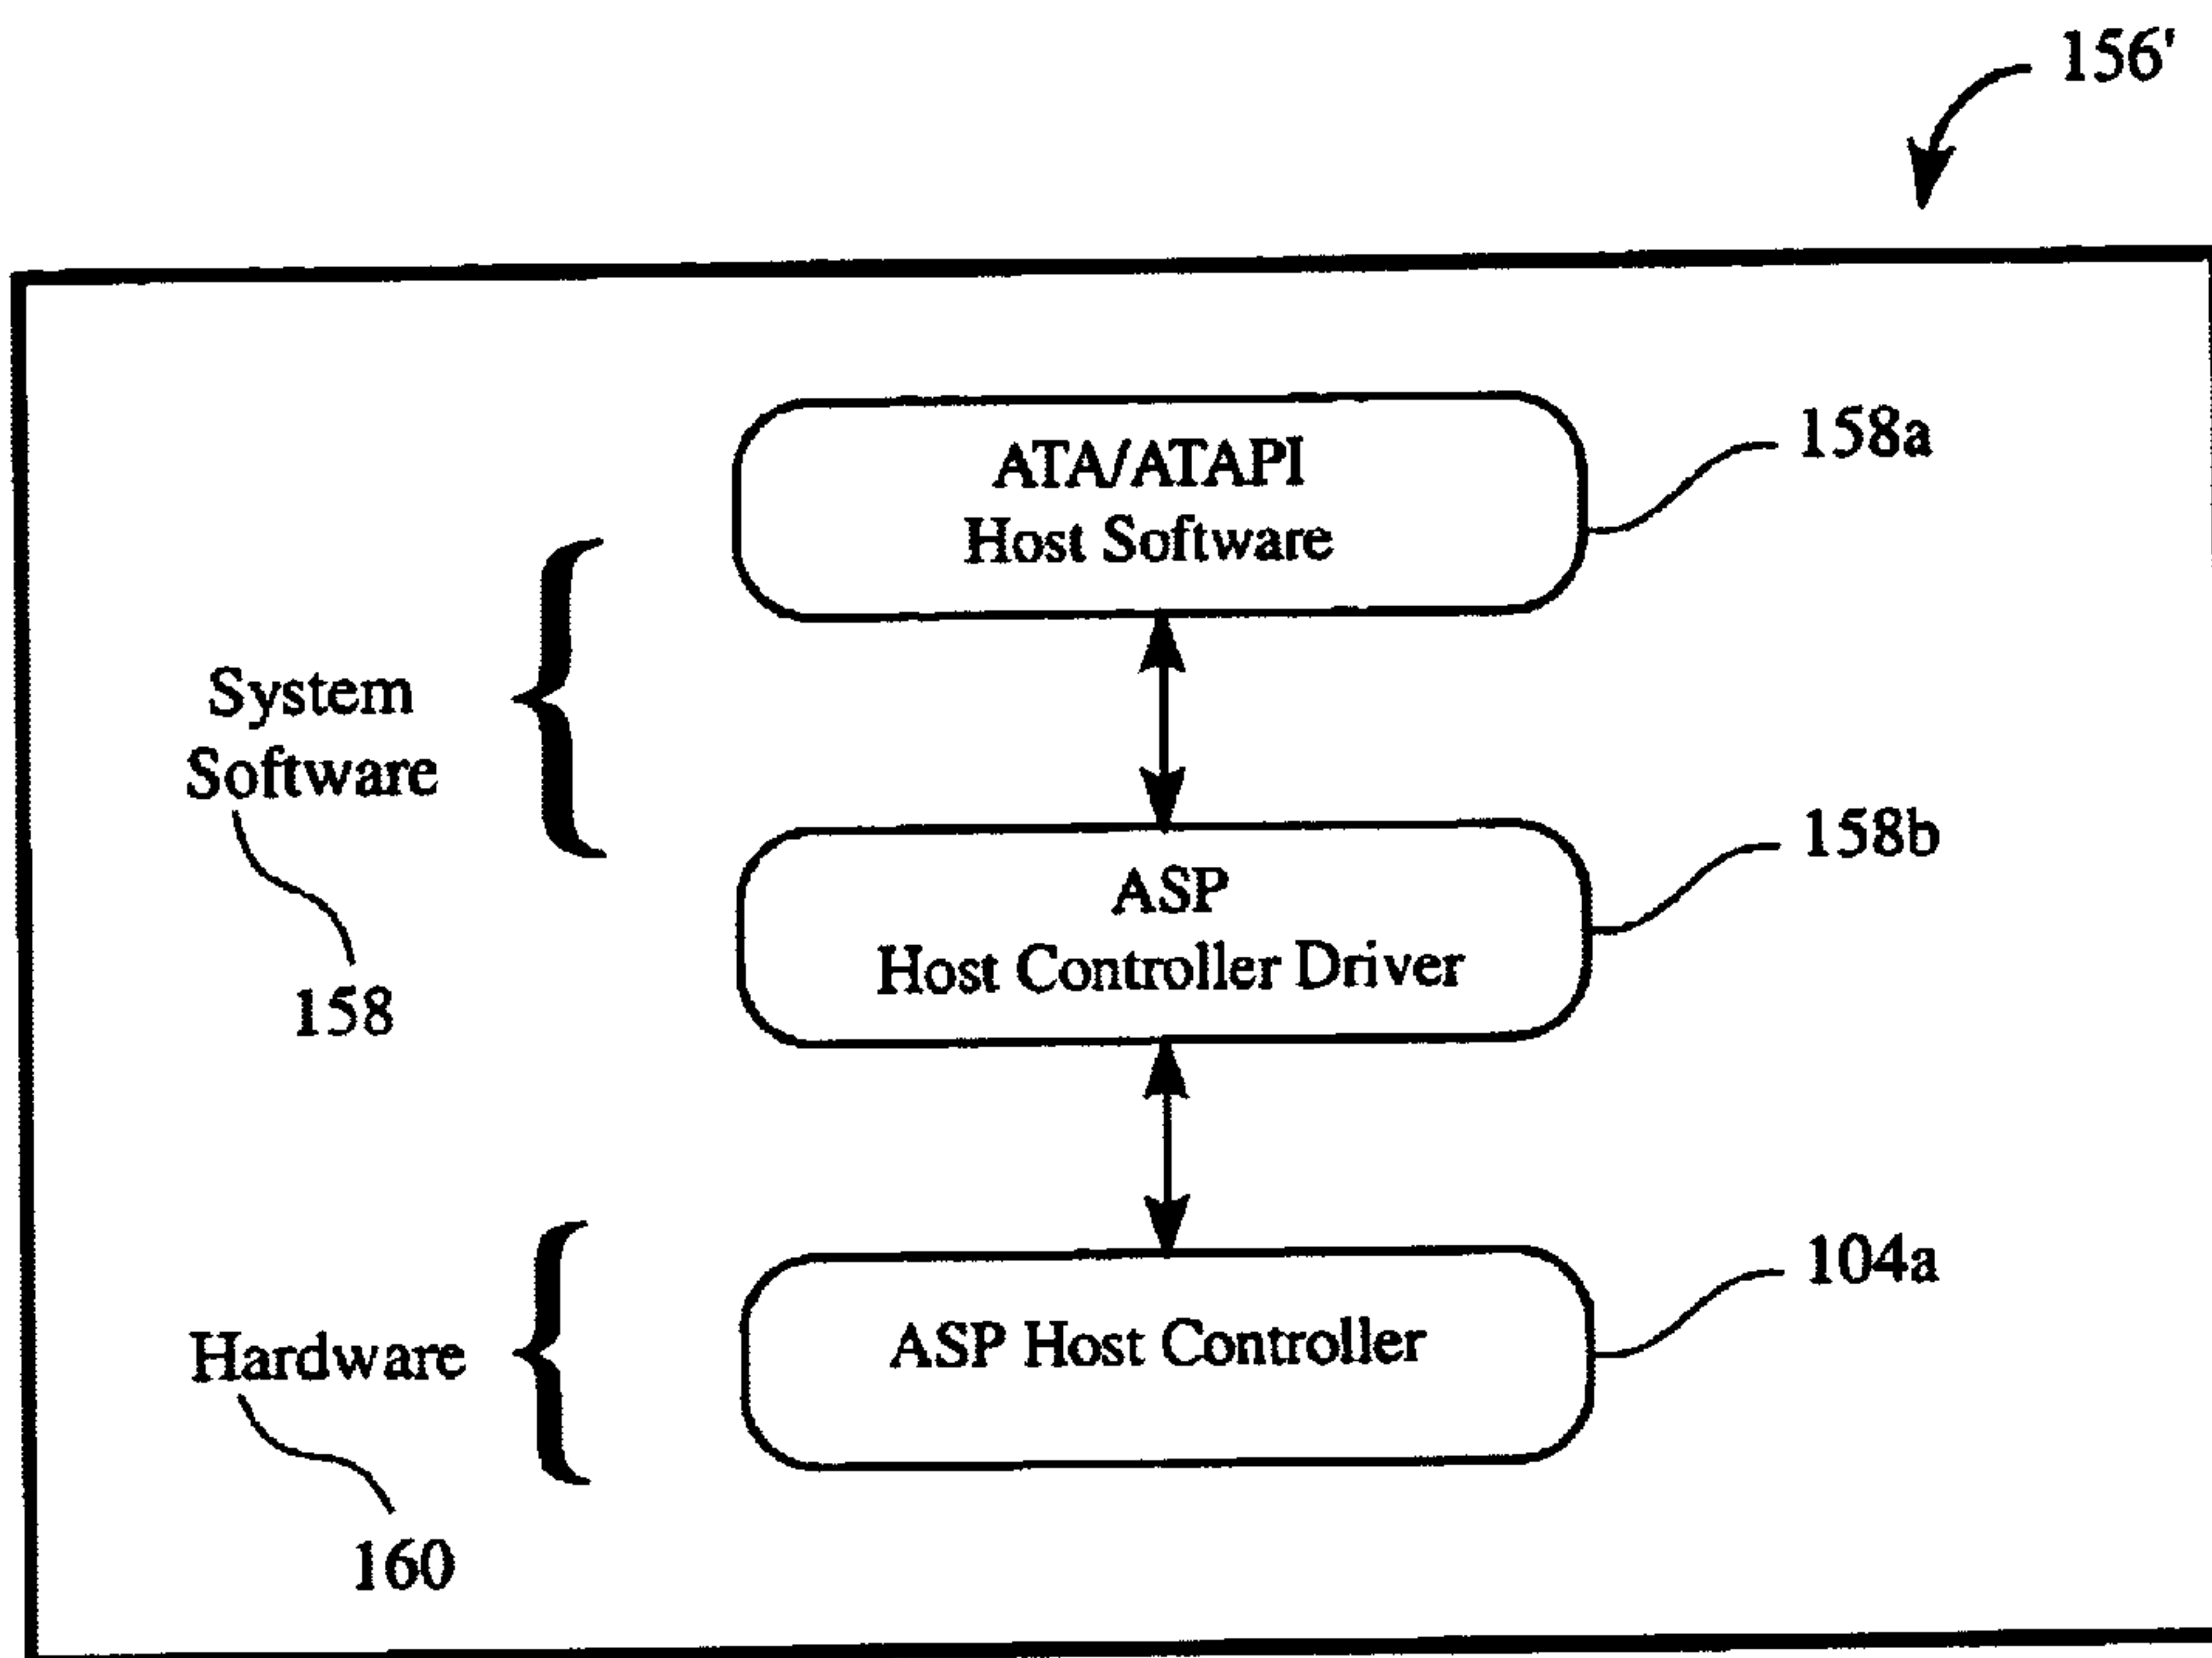 156'
ATA/ATAPI
Host Software
158a
System
Software
158
ASP
Host Controller Driver
158b
ASP Host Controller
104a
Hardware
160